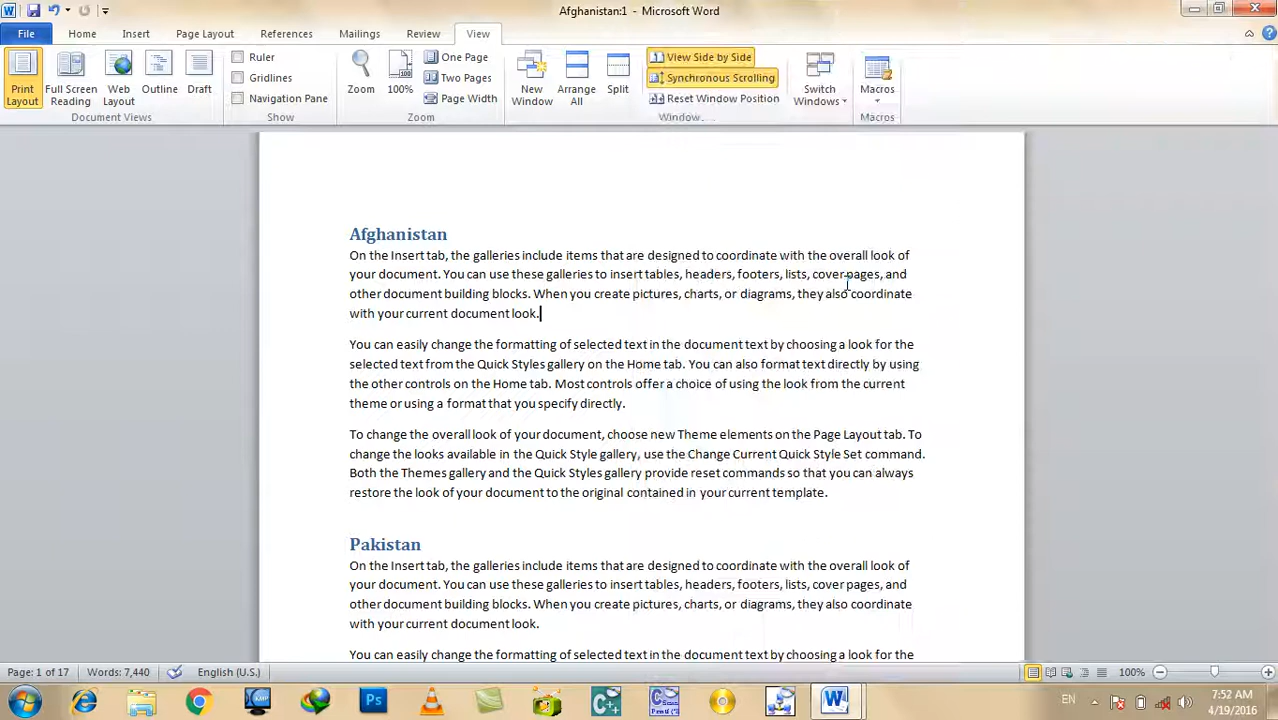 Afghanistan:1 - Microsoft Word
File Home Insert Page Layout References Mailings Review View
Print Layout
Full Screen Reading
Web Layout
Outline
Draft
Document Views
Ruler
Gridlines
Navigation Pane
Show
Zoom
100%
One Page
Two Pages
Page Width
Zoom
New Window
Arrange All
Split
View Side by Side
Synchronous Scrolling
Reset Window Position
Window
Switch Windows
Macros
Macros
Afghanistan
On the Insert tab, the galleries include items that are designed to coordinate with the overall look of
your document. You can use these galleries to insert tables, headers, footers, lists, cover pages, and
other document building blocks. When you create pictures, charts, or diagrams, they also coordinate
with your current document look.
You can easily change the formatting of selected text in the document text by choosing a look for the
selected text from the Quick Styles gallery on the Home tab. You can also format text directly by using
the other controls on the Home tab. Most controls offer a choice of using the look from the current
theme or using a format that you specify directly.
To change the overall look of your document, choose new Theme elements on the Page Layout tab. To
change the looks available in the Quick Style gallery, use the Change Current Quick Style Set command.
Both the Themes gallery and the Quick Styles gallery provide reset commands so that you can always
restore the look of your document to the original contained in your current template.
Pakistan
On the Insert tab, the galleries include items that are designed to coordinate with the overall look of
your document. You can use these galleries to insert tables, headers, footers, lists, cover pages, and
other document building blocks. When you create pictures, charts, or diagrams, they also coordinate
with your current document look.
You can easily change the formatting of selected text in the document text by choosing a look for the
Page: 1 of 17 Words: 7,440 English (U.S.) 100%
EN 7:52 AM
4/19/2016